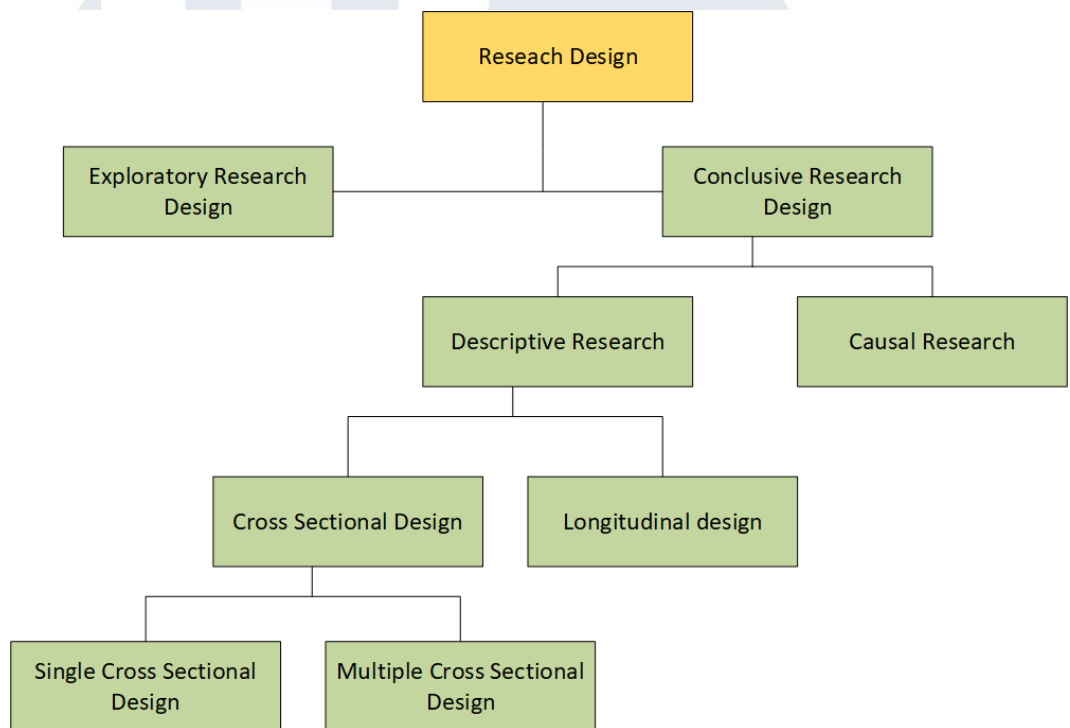 Reseach Design
Exploratory Research
Design
Conclusive Research
Design
Descriptive Research
Causal Research
Cross Sectional Design
Longitudinal design
Single Cross Sectional
Design
Multiple Cross Sectional
Design